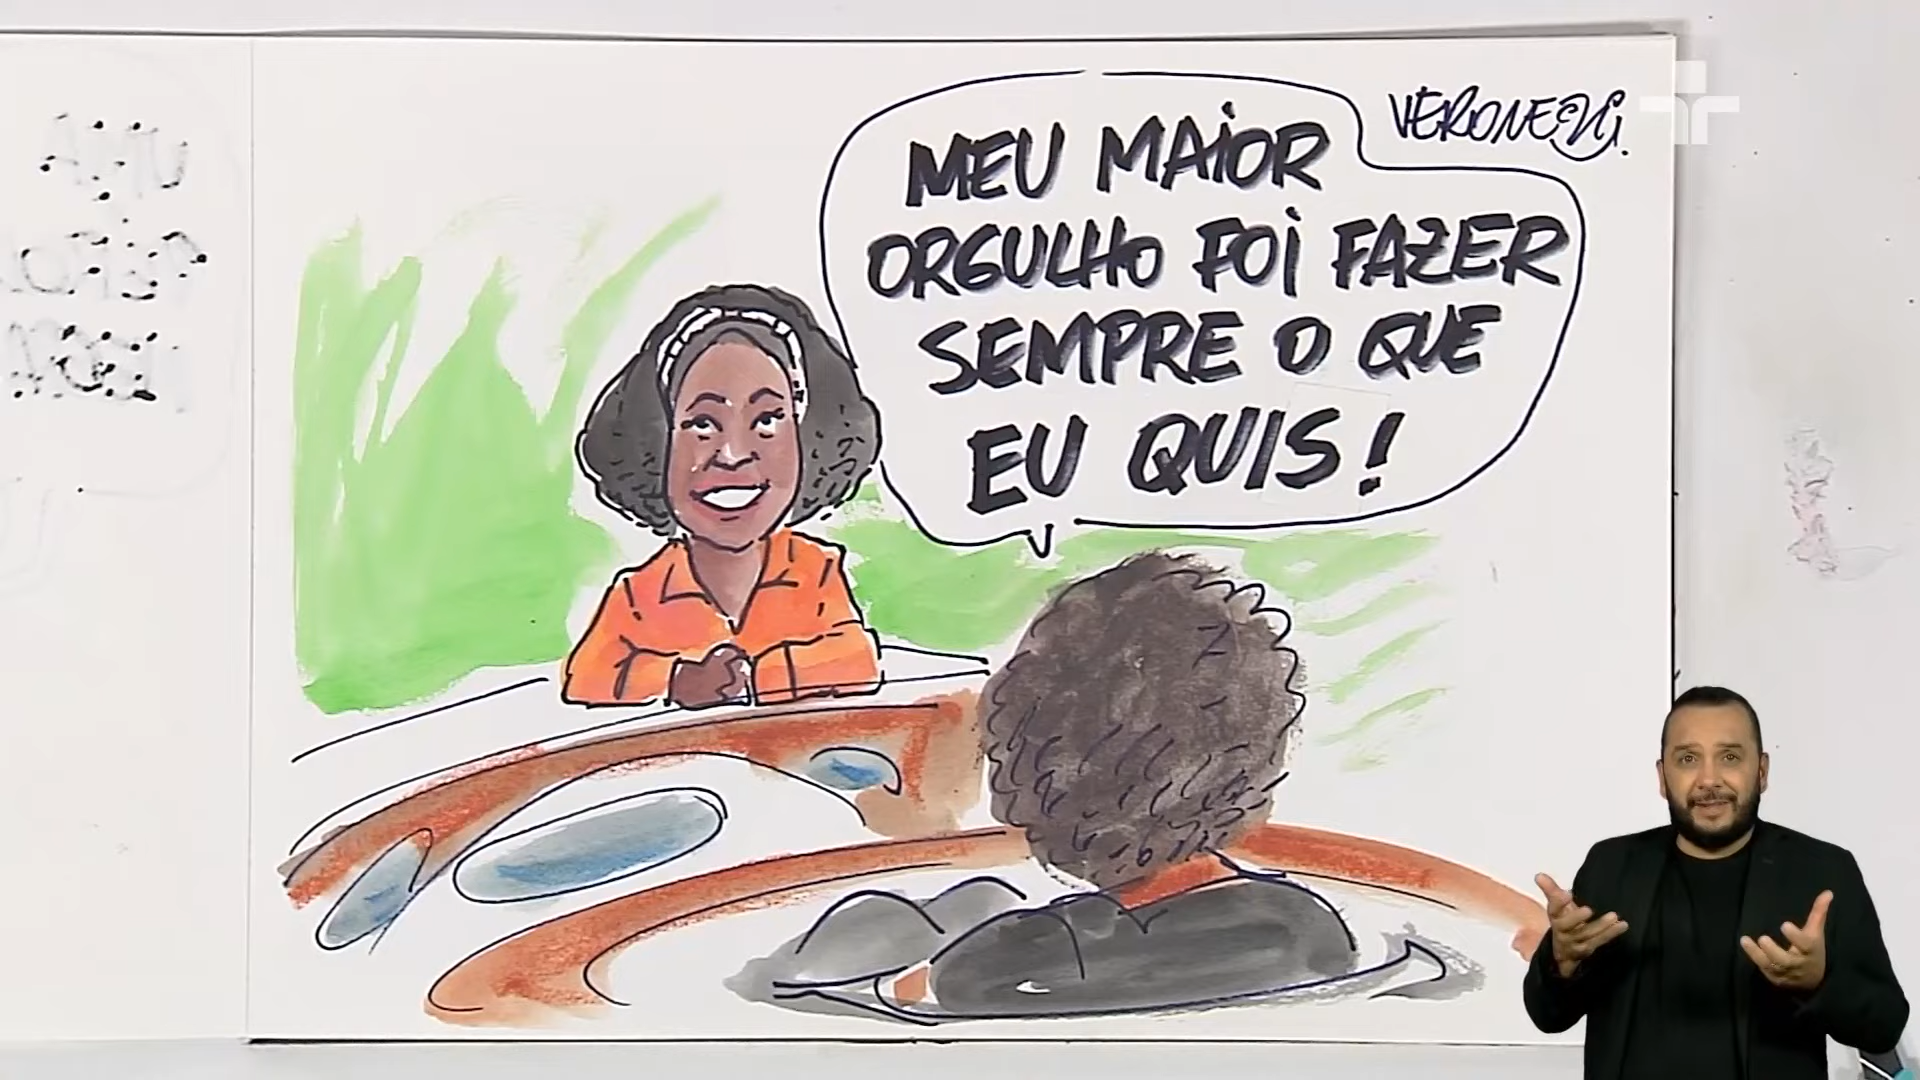 VERONEZI.
MEU MAIOR
ORGULHO FOI FAZER
SEMPRE O QUE
EU QUIS!